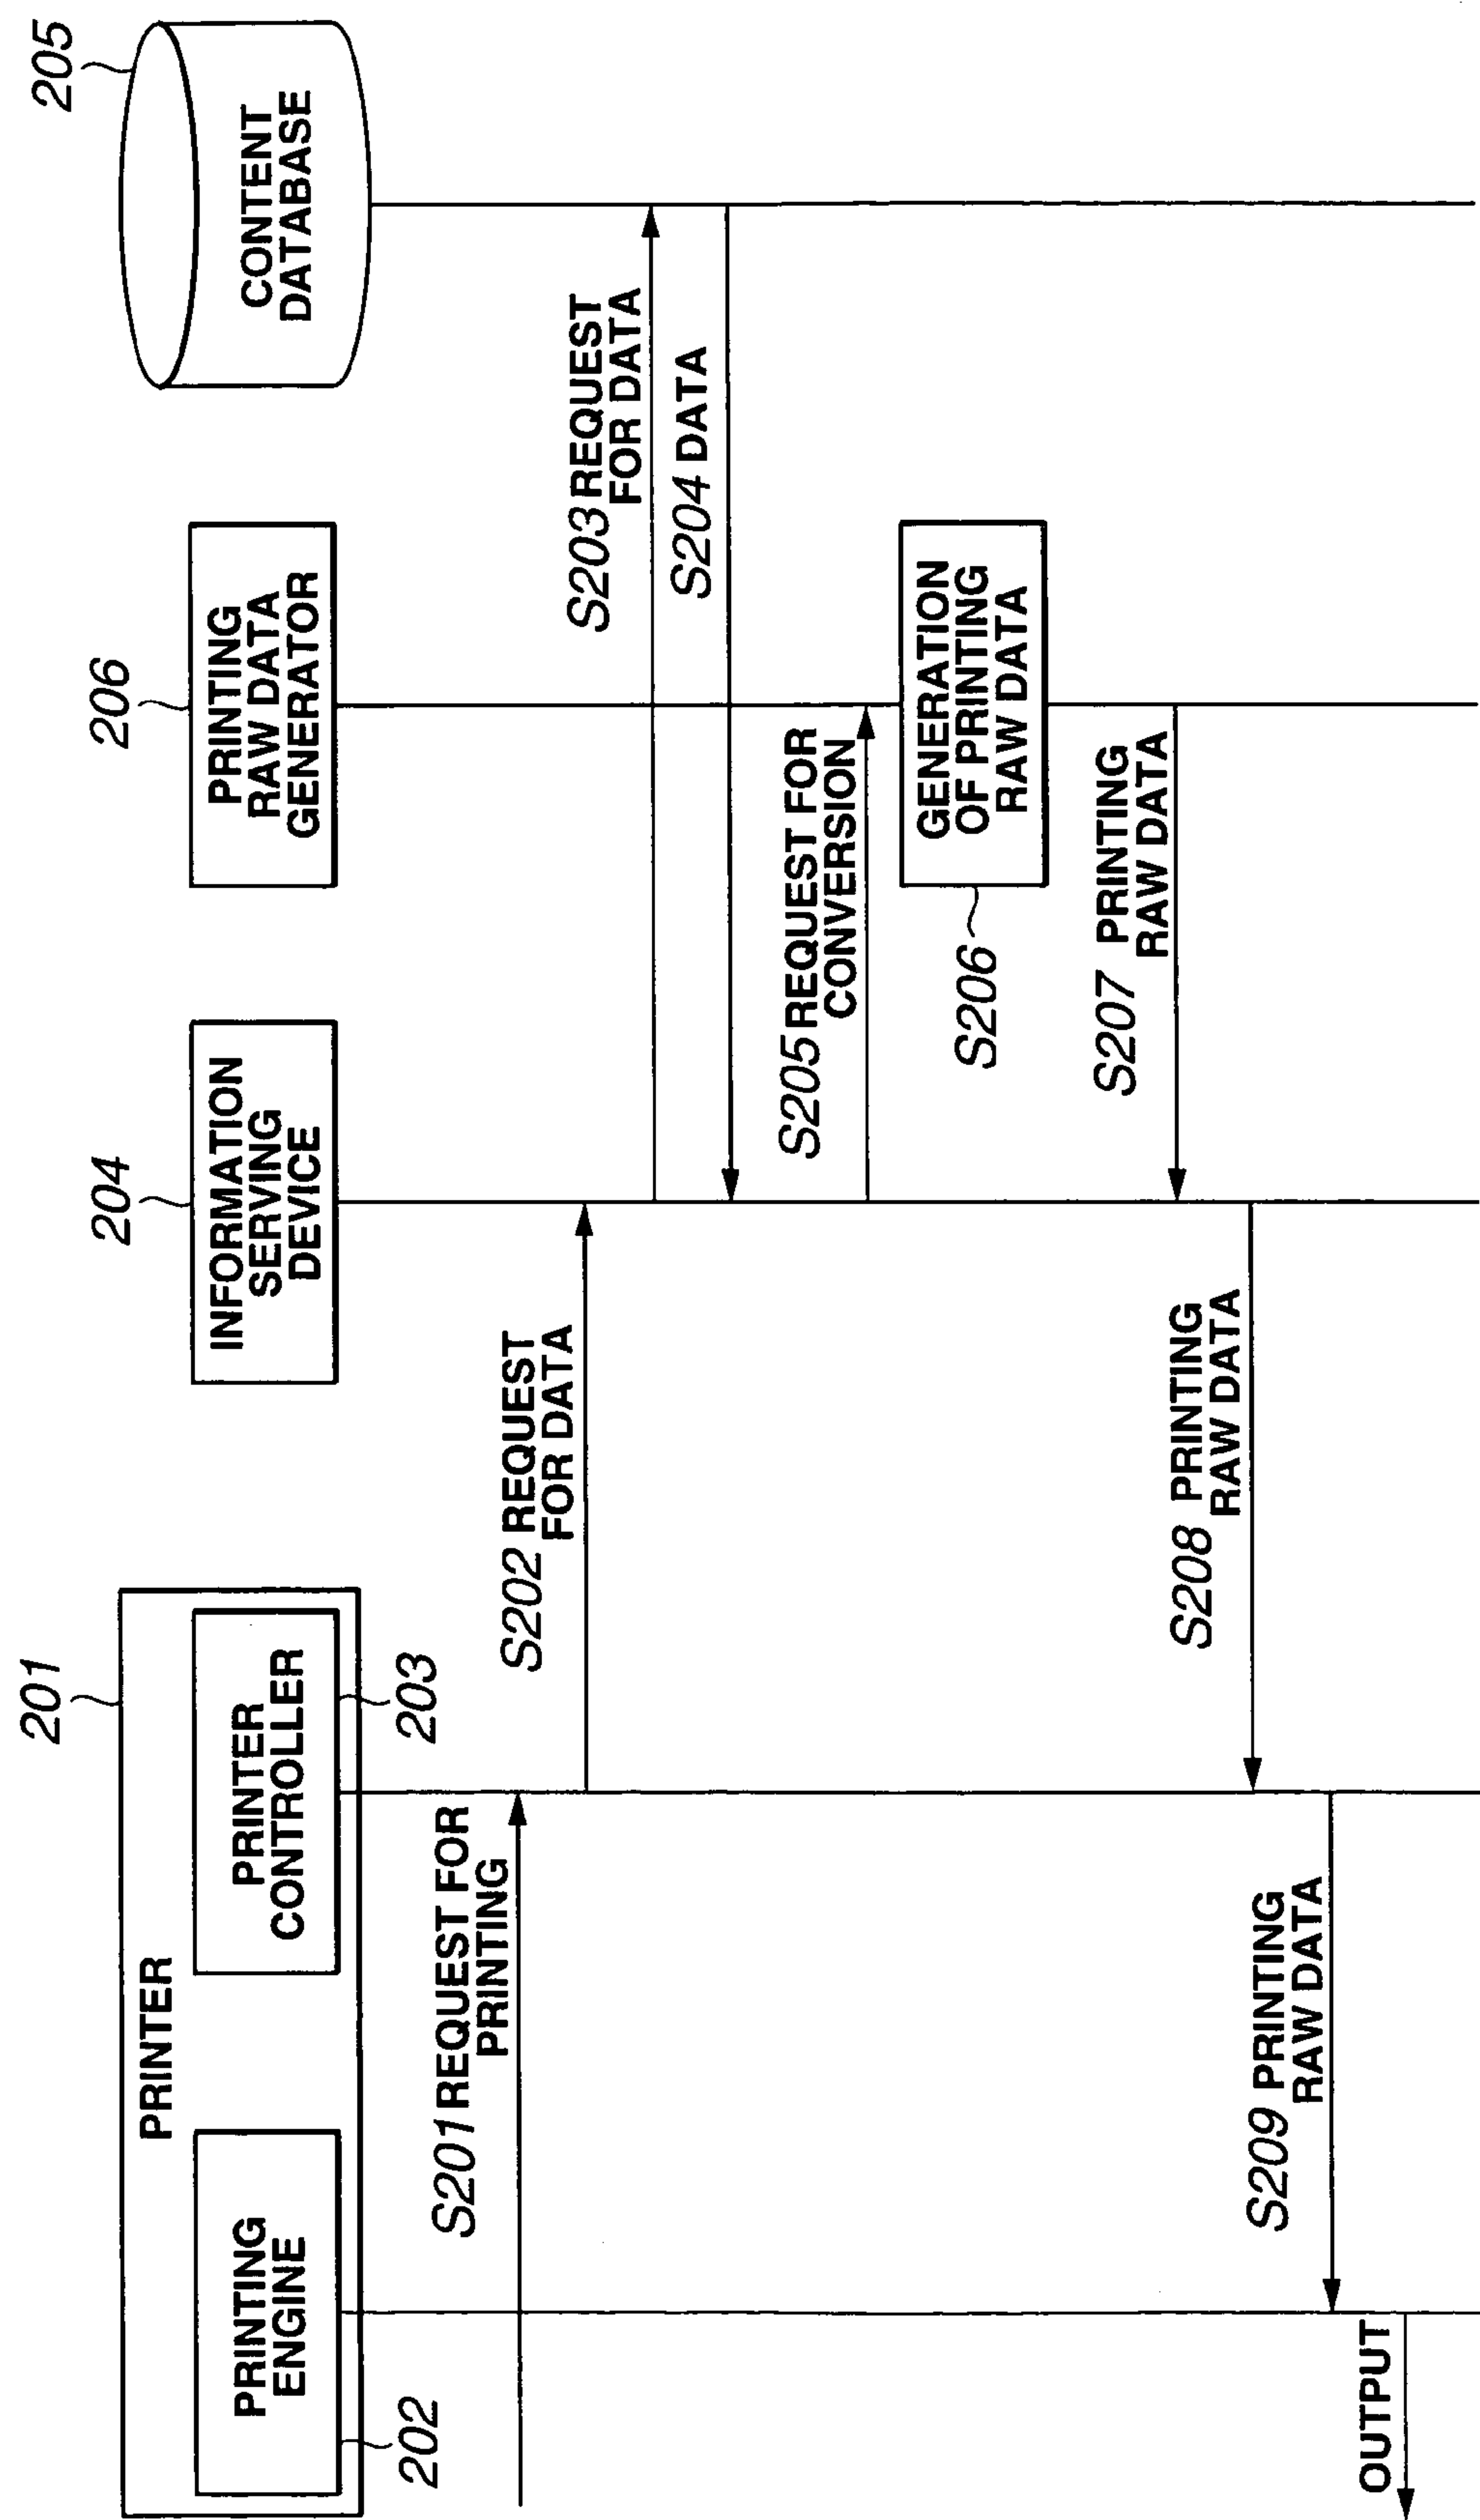 201
PRINTER
PRINTING
ENGINE
202
PRINTER
CONTROLLER
203
204
INFORMATION
SERVING
DEVICE
206
PRINTING
RAW DATA
GENERATOR
205
CONTENT
DATABASE
S201 REQUEST FOR
PRINTING
S202 REQUEST
FOR DATA
S203 REQUEST
FOR DATA
S204 DATA
S205 REQUEST FOR
CONVERSION
GENERATION
OF PRINTING
RAW DATA
S206
S207 PRINTING
RAW DATA
S208 PRINTING
RAW DATA
S209 PRINTING
RAW DATA
OUTPUT